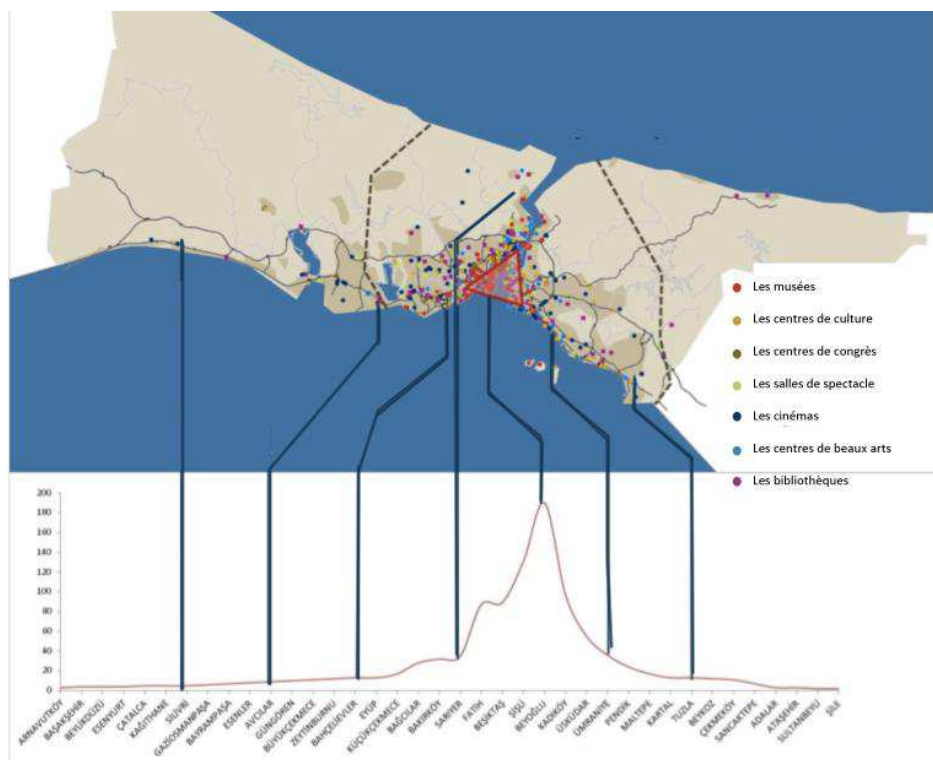 Les musées
Les centres de culture
Les centres de congrès
Les salles de spectacle
Les cinémas
Les centres de beaux arts
Les bibliothèques
200
180
160
140
120
100
80
60
40
20
0
ARNAVUTKÖY
BAŞAKŞEHİR
BEYLİKDÜZÜ
ESENYURT
ÇATALCA
KAĞITHANE
SİLİVRİ
GAZİOSMANPAŞA
BAYRAMPAŞA
ESENLER
AVCILAR
GÜNGÖREN
BÜYÜKÇEKMECE
ZEYTİNBURNU
BAHÇELİEVLER
EYÜP
KÜÇÜKÇEKMECE
BAĞCILAR
BAKIRKÖY
SARIYER
FATİH
BEŞİKTAŞ
ŞİŞLİ
BEYOĞLU
KADIKÖY
ÜSKÜDAR
ÜMRANİYE
PENDİK
MALTEPE
KARTAL
TUZLA
BEYKOZ
ÇEKMEKÖY
SANCAKTEPE
ADALAR
ATAŞEHİR
SULTANBEYLİ
ŞİLE